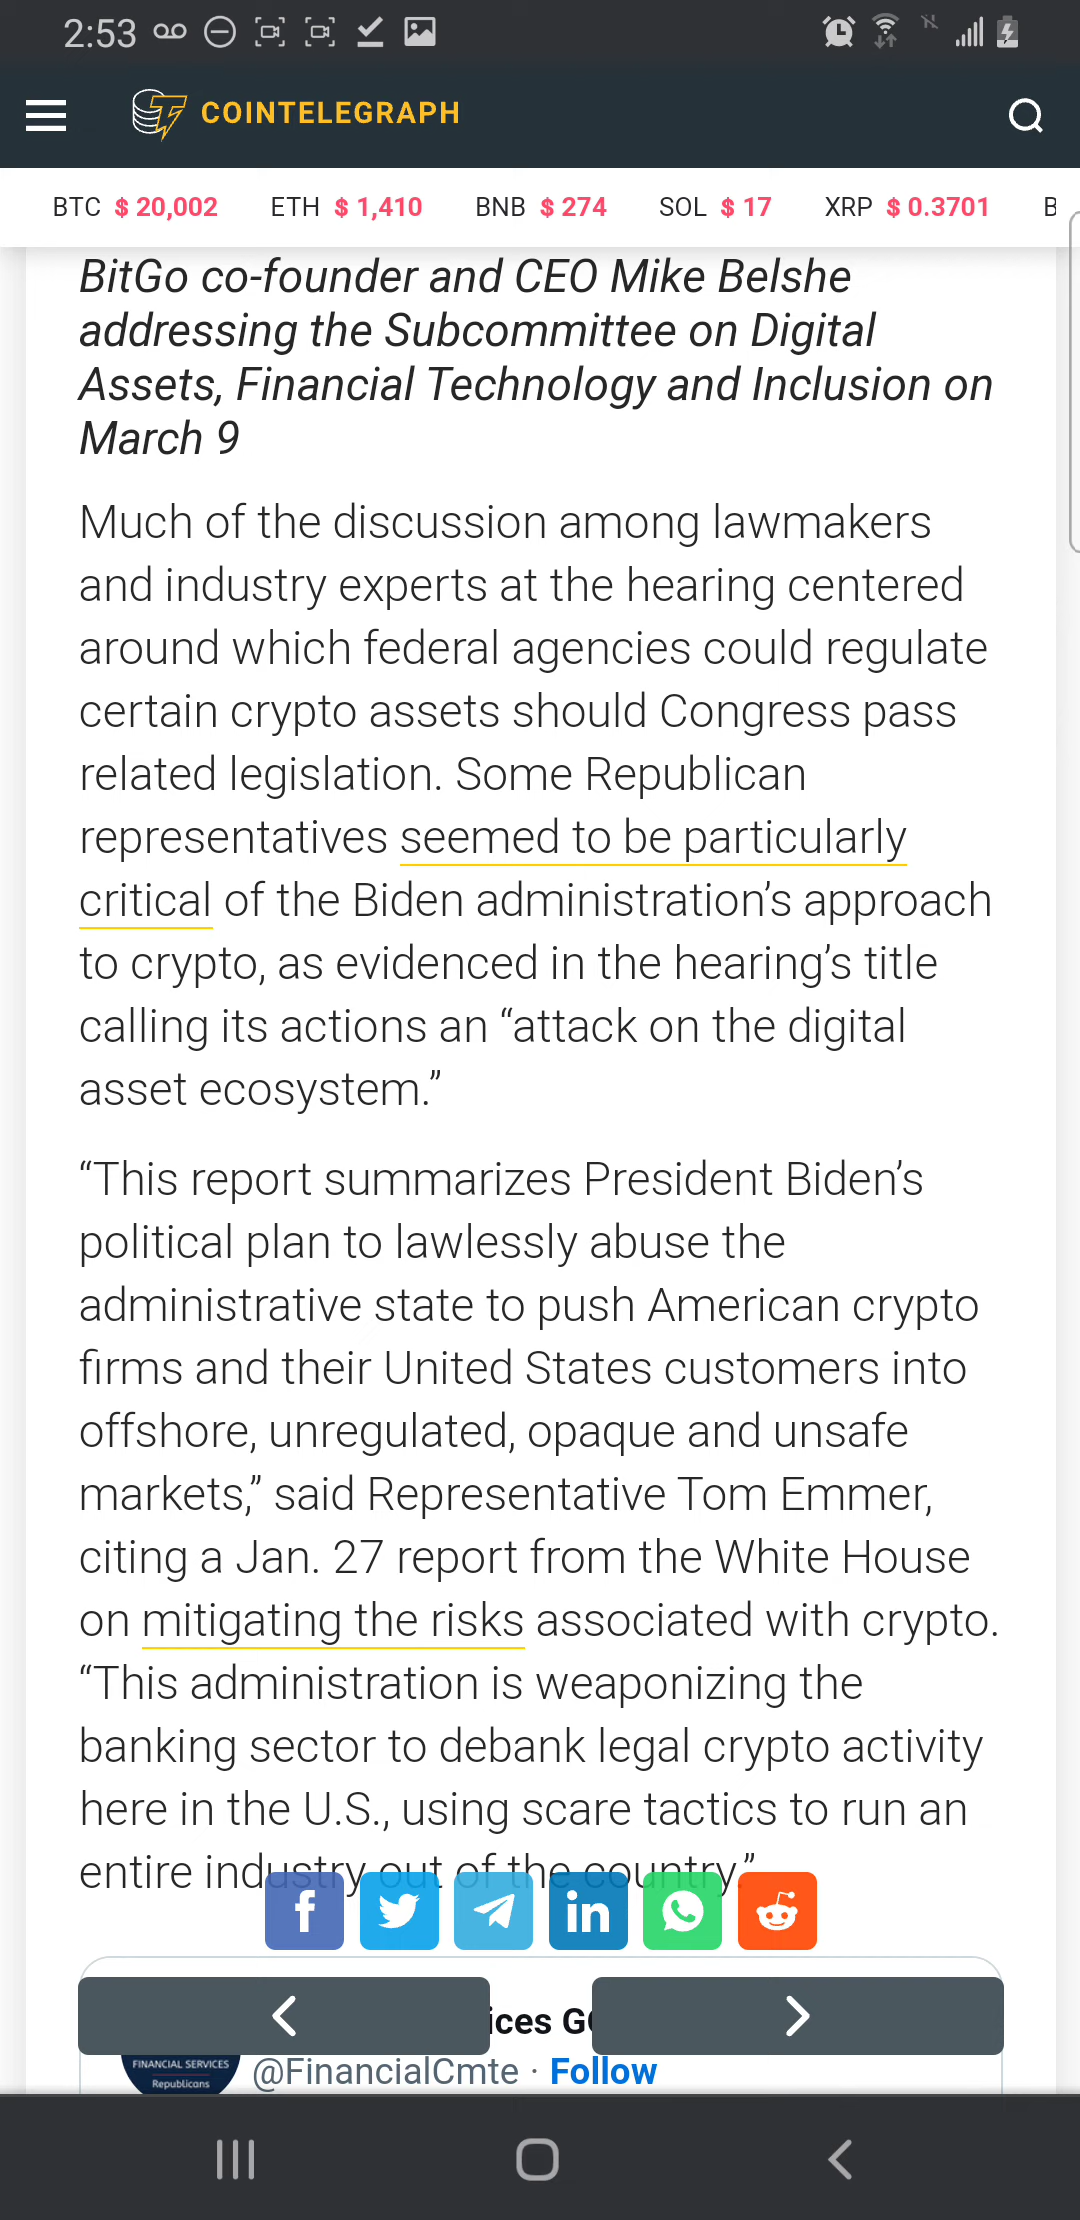 2:53
COINTELEGRAPH
BTC $ 20,002 ETH $ 1,410 BNB $ 274 SOL $ 17 XRP $ 0.3701 B
BitGo co-founder and CEO Mike Belshe
addressing the Subcommittee on Digital
Assets, Financial Technology and Inclusion on
March 9
Much of the discussion among lawmakers
and industry experts at the hearing centered
around which federal agencies could regulate
certain crypto assets should Congress pass
related legislation. Some Republican
representatives seemed to be particularly
critical of the Biden administration’s approach
to crypto, as evidenced in the hearing’s title
calling its actions an “attack on the digital
asset ecosystem.”
“This report summarizes President Biden’s
political plan to lawlessly abuse the
administrative state to push American crypto
firms and their United States customers into
offshore, unregulated, opaque and unsafe
markets,” said Representative Tom Emmer,
citing a Jan. 27 report from the White House
on mitigating the risks associated with crypto.
“This administration is weaponizing the
banking sector to debank legal crypto activity
here in the U.S., using scare tactics to run an
entire industry out of the country.”
f in
ices G
FINANCIAL SERVICES
Republicans
@FinancialCmte · Follow